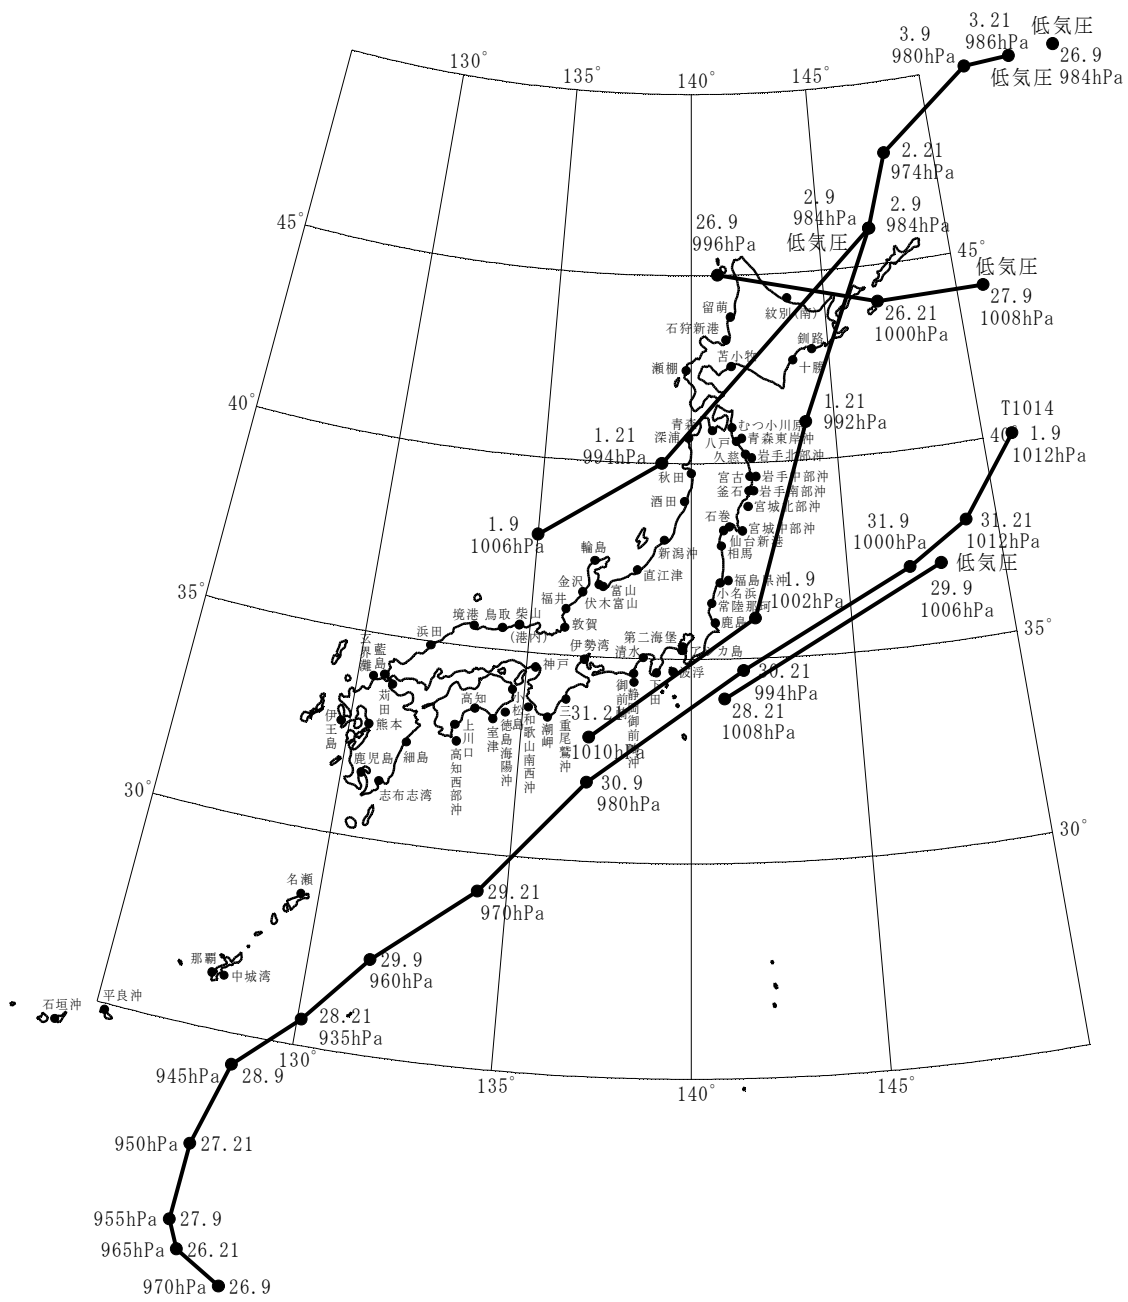 3.21
986hPa
低気圧
3.9
980hPa
26.9
984hPa
低気圧
130°
135°
140°
145°
2.21
974hPa
2.9
984hPa
低気圧
2.9
984hPa
26.9
996hPa
45°
45°
低気圧
27.9
1008hPa
26.21
1000hPa
留萌
紋別(南)
石狩新港
釧路
瀬棚
苫小牧
十勝
40°
40°
T1014
1.9
1012hPa
1.21
992hPa
1.21
994hPa
青森
深浦
むつ小川原
八戸
青森東岸沖
久慈
岩手北部沖
秋田
宮古
岩手中部沖
釜石
岩手南部沖
酒田
宮城北部沖
石巻
宮城中部沖
仙台新港
相馬
1.9
1006hPa
輪島
新潟沖
直江津
金沢
富山
伏木富山
福井
敦賀
福島県沖
小名浜
常陸那珂
鹿島
1.9
1002hPa
31.9
1000hPa
31.21
1012hPa
低気圧
29.9
1006hPa
35°
35°
境港
鳥取
柴山
(港内)
浜田
玄界灘
藍島
伊勢湾
第二海堡
清水
アシカ島
波浮
下田
神戸
苅田
高知
小松島
伊王島
熊本
上川口
室津
徳島海陽沖
和歌山南西沖
潮岬
三重尾鷲沖
鹿児島
細島
高知西部沖
志布志湾
31.21
1010hPa
30.21
994hPa
28.21
1008hPa
30.9
980hPa
30°
30°
29.21
970hPa
名瀬
那覇
中城湾
29.9
960hPa
石垣沖
平良沖
28.21
935hPa
130°
135°
140°
145°
945hPa
28.9
950hPa
27.21
955hPa
27.9
965hPa
26.21
970hPa
26.9